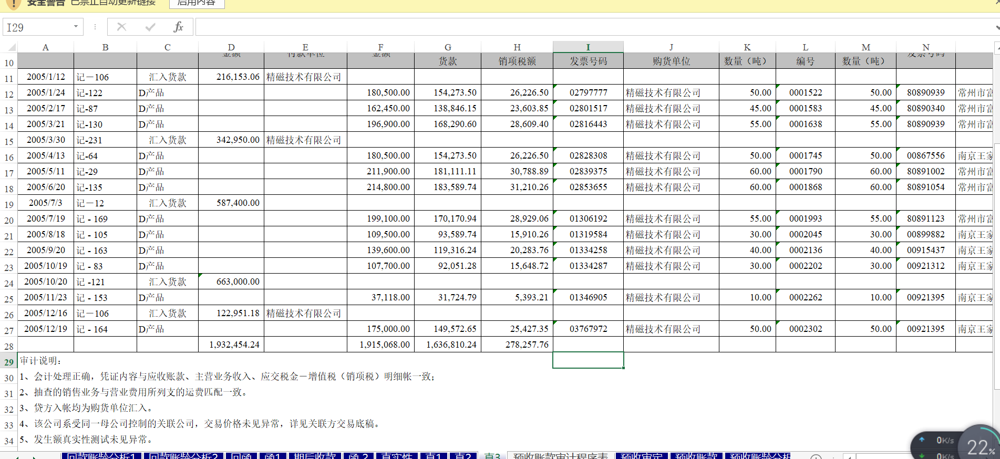 安全警告 已禁止自动更新链接 启用内容
I29
fx
A B C D E F G H I J K L M N
10 金额 付款单位 金额 货款 销项税额 发票号码 购货单位 数量（吨） 编号 数量（吨） 发票号码
11 2005/1/12 记－106 汇入货款 216,153.06 精磁技术有限公司
12 2005/1/24 记-122 D产品 180,500.00 154,273.50 26,226.50 02797777 精磁技术有限公司 50.00 0001522 50.00 80890939 常州市富
13 2005/2/17 记-87 D产品 162,450.00 138,846.15 23,603.85 02801517 精磁技术有限公司 45.00 0001583 45.00 80890340 常州市富
14 2005/3/21 记-130 D产品 196,900.00 168,290.60 28,609.40 02816443 精磁技术有限公司 55.00 0001638 55.00 80890939 常州市富
15 2005/3/30 记-231 汇入货款 342,950.00 精磁技术有限公司
16 2005/4/13 记-64 D产品 180,500.00 154,273.50 26,226.50 02828308 精磁技术有限公司 50.00 0001745 50.00 00867556 南京王家
17 2005/5/11 记-29 D产品 211,900.00 181,111.11 30,788.89 02839375 精磁技术有限公司 60.00 0001790 60.00 80891002 常州市富
18 2005/6/20 记-135 D产品 214,800.00 183,589.74 31,210.26 02853655 精磁技术有限公司 60.00 0001868 60.00 80891054 常州市富
19 2005/7/3 记－12 汇入货款 587,400.00
20 2005/7/19 记 - 169 D产品 199,100.00 170,170.94 28,929.06 01306192 精磁技术有限公司 55.00 0001993 55.00 80891123 常州市富
21 2005/8/18 记 - 105 D产品 109,500.00 93,589.74 15,910.26 01319584 精磁技术有限公司 30.00 0002045 30.00 00899882 南京王家
22 2005/9/20 记 - 163 D产品 139,600.00 119,316.24 20,283.76 01334258 精磁技术有限公司 40.00 0002136 40.00 00915437 南京王家
23 2005/10/19 记 - 83 D产品 107,700.00 92,051.28 15,648.72 01334287 精磁技术有限公司 30.00 0002202 30.00 00921312 南京王家
24 2005/10/20 记 -121 汇入货款 663,000.00
25 2005/11/23 记 - 153 D产品 37,118.00 31,724.79 5,393.21 01346905 精磁技术有限公司 10.00 0002262 10.00 00921395 南京王家
26 2005/12/16 记－106 汇入货款 122,951.18 精磁技术有限公司
27 2005/12/19 记 - 164 D产品 175,000.00 149,572.65 25,427.35 03767972 精磁技术有限公司 50.00 0002302 50.00 00921395 南京王家
28 1,932,454.24 1,915,068.00 1,636,810.24 278,257.76
29 审计说明：
30 1、会计处理正确，凭证内容与应收账款、主营业务收入、应交税金－增值税（销项税）明细帐一致；
31 2、抽查的销售业务与营业费用所列支的运费匹配一致。
32 3、贷方入帐均为购货单位汇入。
33 4、该公司系受同一母公司控制的关联公司，交易价格未见异常，详见关联方交易底稿。
34 5、发生额真实性测试未见异常。
回款账龄分析1 回款账龄分析2 回函 函1 期后收款 函 2 真实性 真1 真2 真3 预收账款审计程序表 预收审定 预收账款 预收账龄分析
0K/s
0K/s
22%